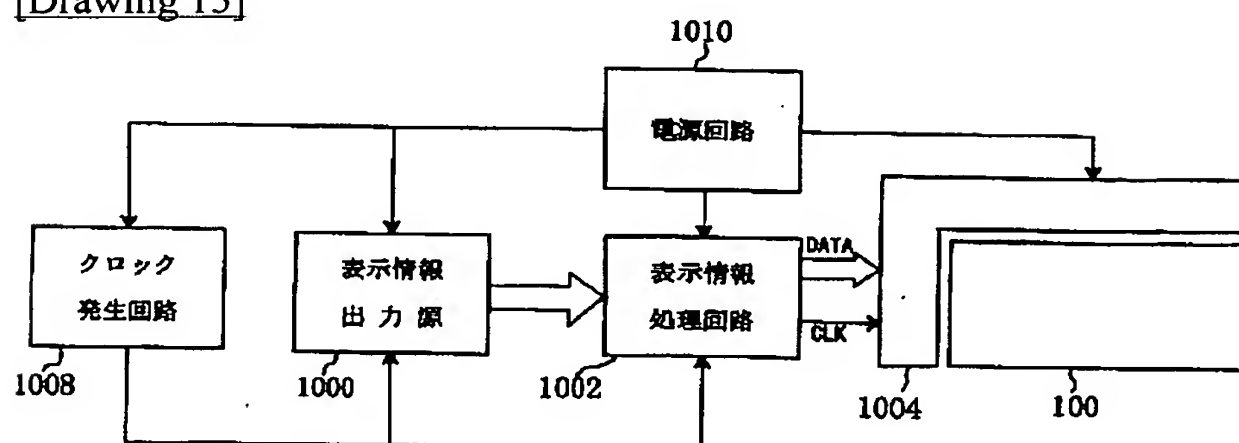 [Drawing 15]
1010
電源回路
クロック
発生回路
表示情報
出力源
表示情報
処理回路
DATA
CLK
1008
1000
1002
1004
100